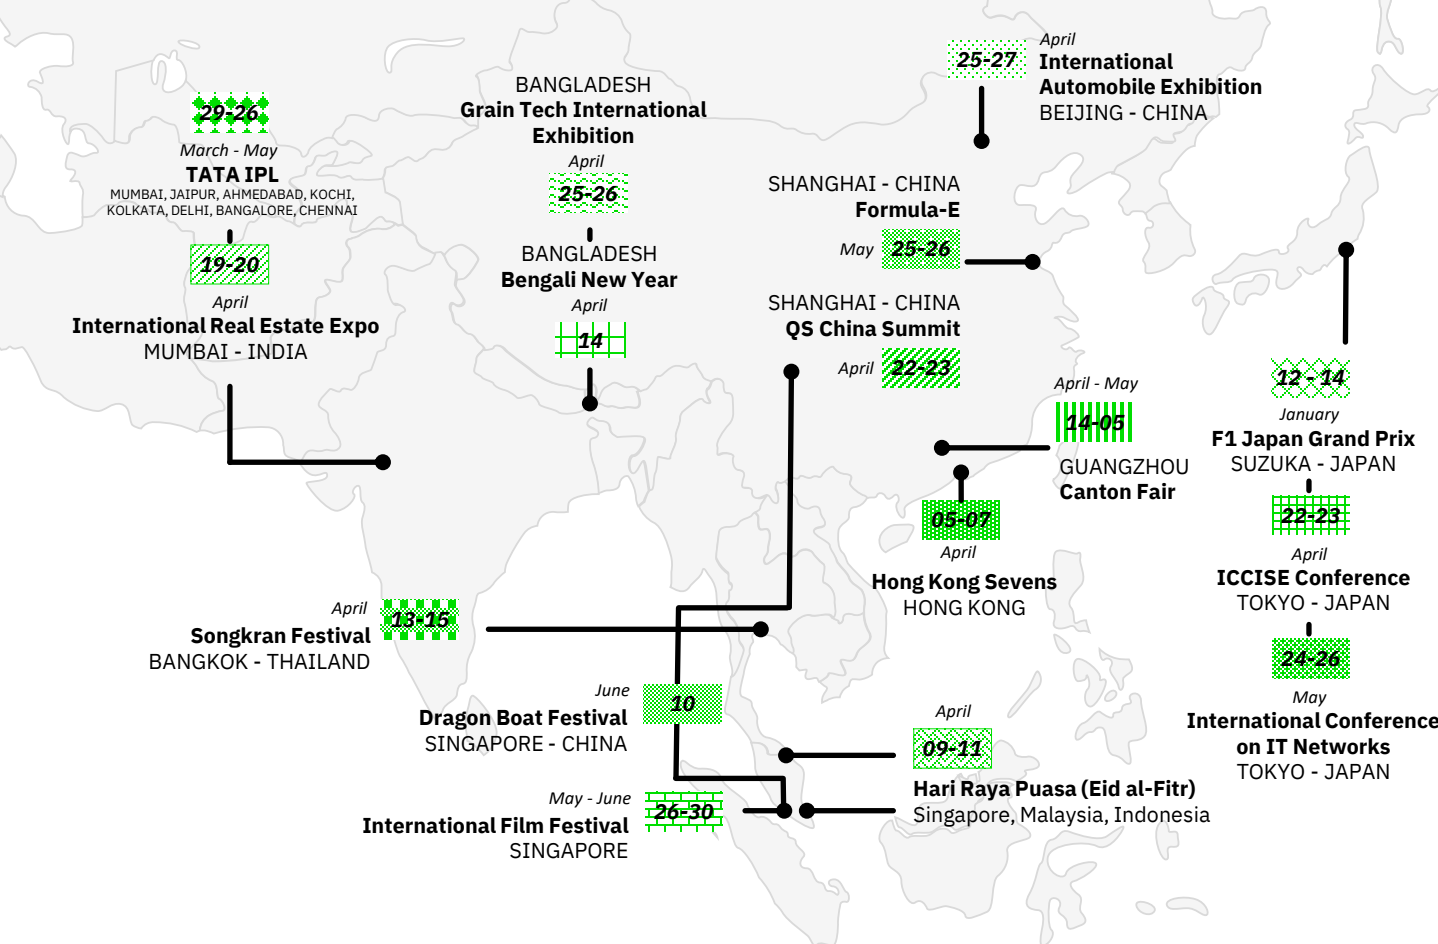 29-26
March - May
TATA IPL
MUMBAI, JAIPUR, AHMEDABAD, KOCHI,
KOLKATA, DELHI, BANGALORE, CHENNAI
19-20
April
International Real Estate Expo
MUMBAI - INDIA
BANGLADESH
Grain Tech International
Exhibition
April
25-26
BANGLADESH
Bengali New Year
April
14
25-27
April
International
Automobile Exhibition
BEIJING - CHINA
SHANGHAI - CHINA
Formula-E
May
25-26
SHANGHAI - CHINA
QS China Summit
April
22-23
April - May
14-05
GUANGZHOU
Canton Fair
05-07
April
Hong Kong Sevens
HONG KONG
12 - 14
January
F1 Japan Grand Prix
SUZUKA - JAPAN
22-23
April
ICCISE Conference
TOKYO - JAPAN
24-26
May
International Conference
on IT Networks
TOKYO - JAPAN
April
13-15
Songkran Festival
BANGKOK - THAILAND
June
10
Dragon Boat Festival
SINGAPORE - CHINA
May - June
26-30
International Film Festival
SINGAPORE
April
09-11
Hari Raya Puasa (Eid al-Fitr)
Singapore, Malaysia, Indonesia